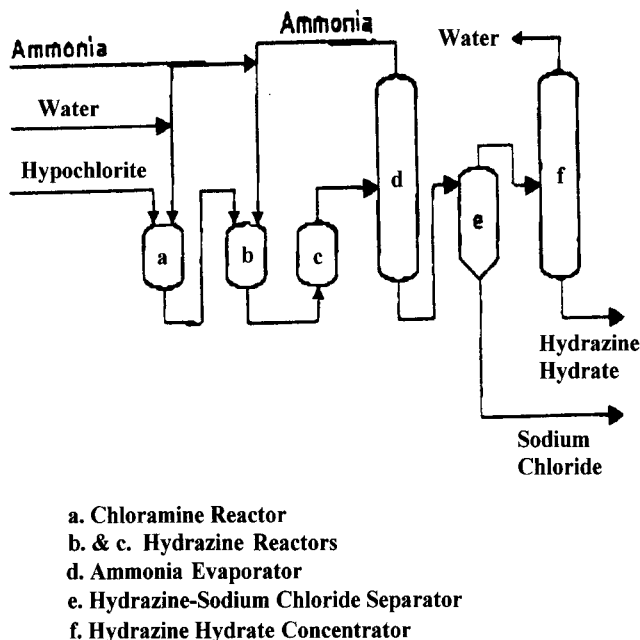 Ammonia
Ammonia
Water
Water
Hypochlorite
a
b
c
d
e
f
Hydrazine
Hydrate
Sodium
Chloride
a. Chloramine Reactor
b. & c. Hydrazine Reactors
d. Ammonia Evaporator
e. Hydrazine-Sodium Chloride Separator
f. Hydrazine Hydrate Concentrator